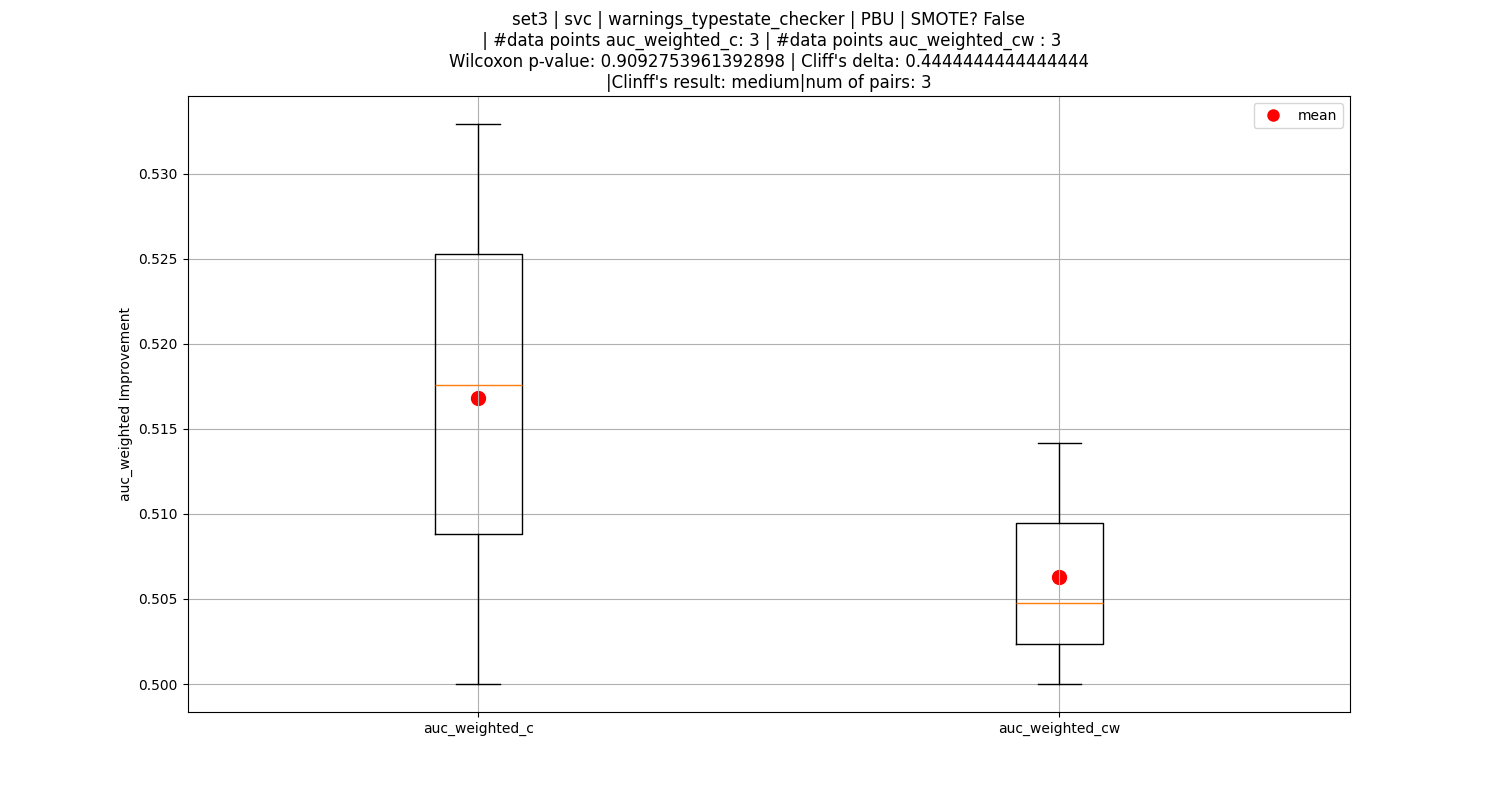 set3 | svc | warnings_typestate_checker | PBU | SMOTE? False
| #data points auc_weighted_c: 3 | #data points auc_weighted_cw : 3
Wilcoxon p-value: 0.9092753961392898 | Cliff's delta: 0.4444444444444444
|Clinff's result: medium|num of pairs: 3
mean
0.530
0.525
0.520
0.515
0.510
0.505
0.500
auc_weighted Improvement
auc_weighted_c
auc_weighted_cw